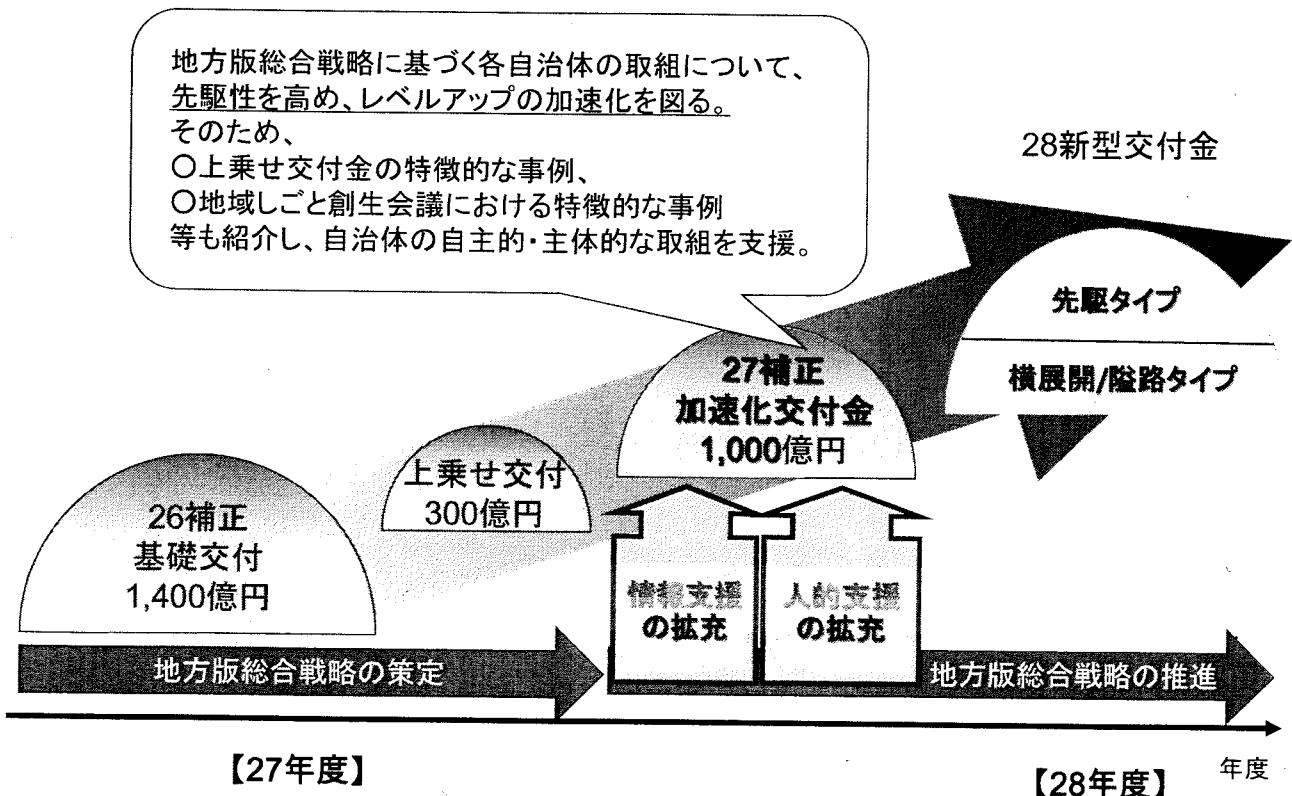 地方版総合戦略に基づく各自治体の取組について、
先駆性を高め、レベルアップの加速化を図る。
そのため、
○上乗せ交付金の特徴的な事例、
○地域しごと創生会議における特徴的な事例
等も紹介し、自治体の自主的・主体的な取組を支援。
28新型交付金
先駆タイプ
横展開/隘路タイプ
27補正
加速化交付金
1,000億円
上乗せ交付
300億円
26補正
基礎交付
1,400億円
情報支援
の拡充
人的支援
の拡充
地方版総合戦略の策定
地方版総合戦略の推進
【27年度】
【28年度】
年度